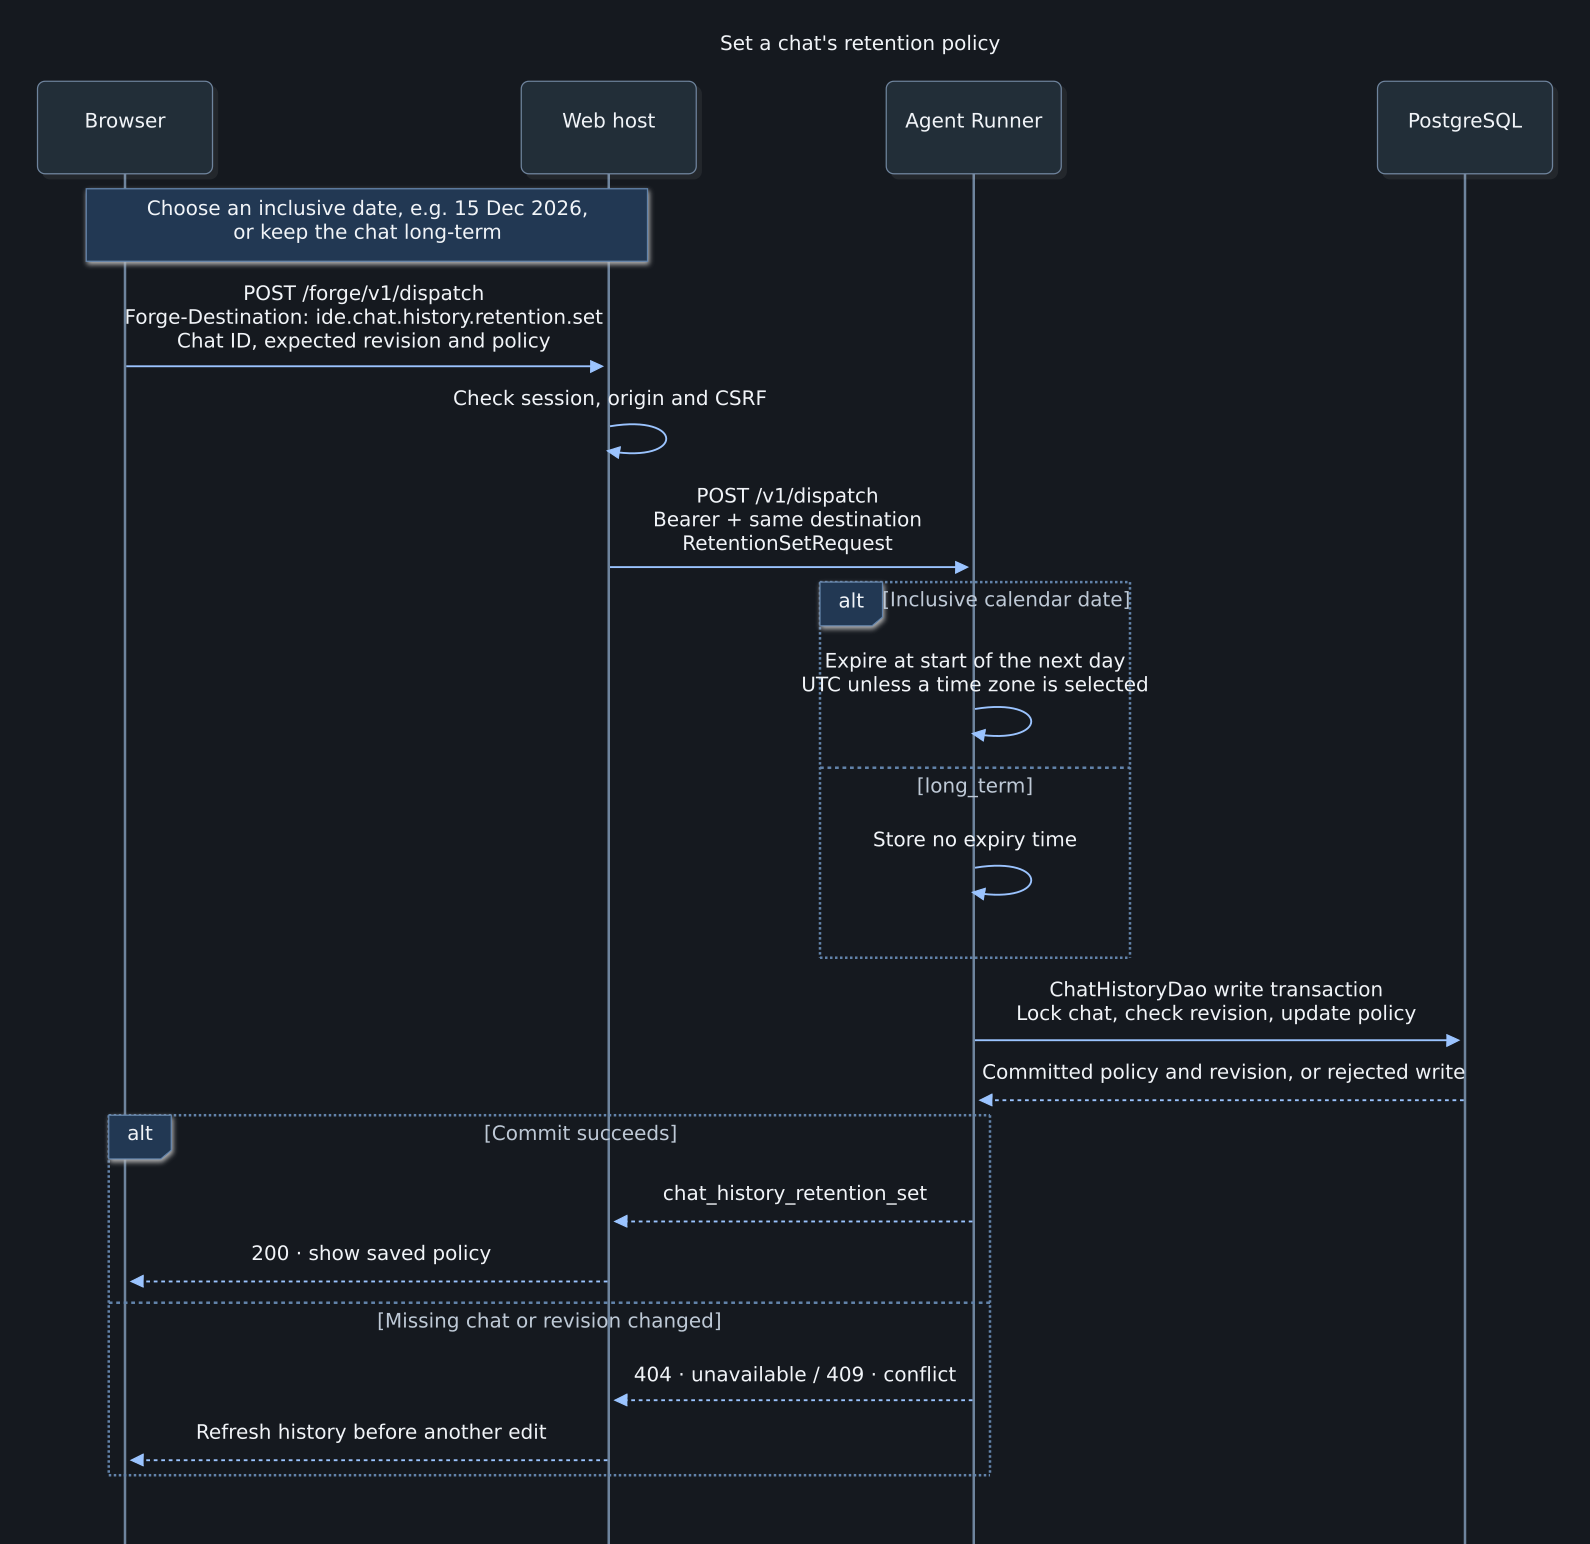 Set a chat's retention policy
Browser
Web host
Agent Runner
PostgreSQL
Choose an inclusive date, e.g. 15 Dec 2026,
or keep the chat long-term
POST /forge/v1/dispatch
Forge-Destination: ide.chat.history.retention.set
Chat ID, expected revision and policy
Check session, origin and CSRF
POST /v1/dispatch
Bearer + same destination
RetentionSetRequest
alt
[Inclusive calendar date]
Expire at start of the next day
UTC unless a time zone is selected
[long_term]
Store no expiry time
ChatHistoryDao write transaction
Lock chat, check revision, update policy
Committed policy and revision, or rejected write
alt
[Commit succeeds]
chat_history_retention_set
200 · show saved policy
[Missing chat or revision changed]
404 · unavailable / 409 · conflict
Refresh history before another edit